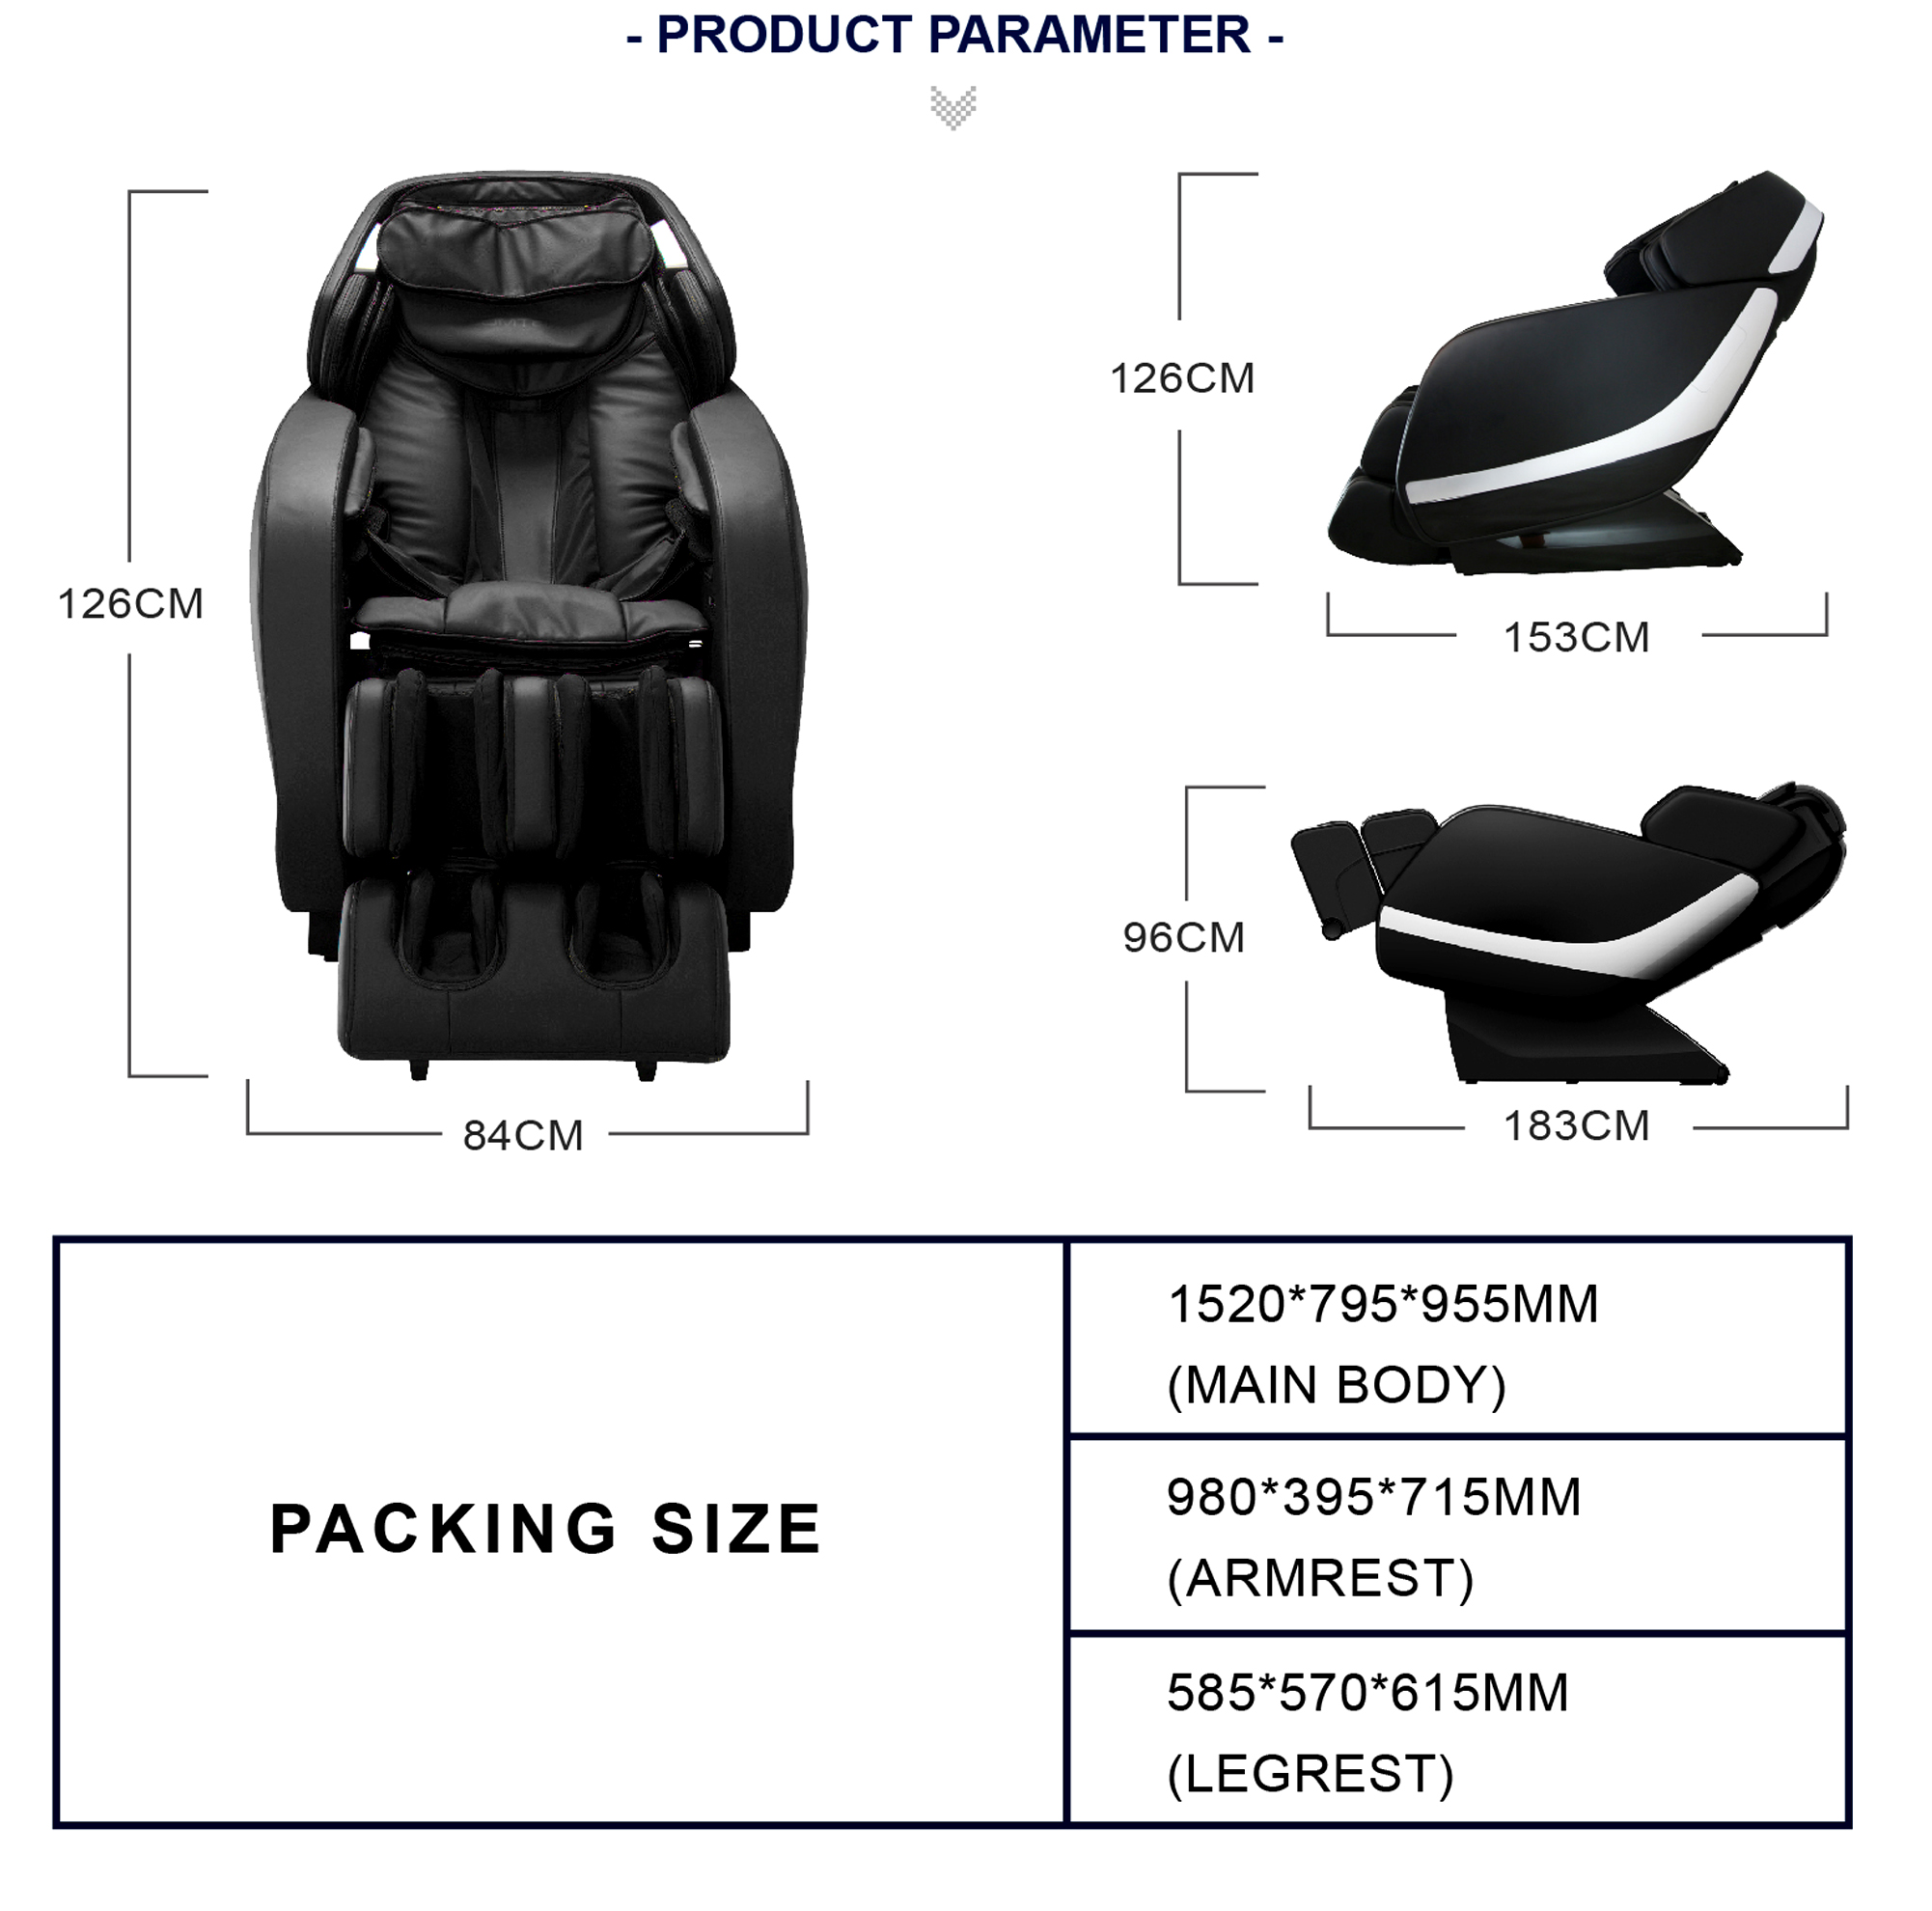 - PRODUCT PARAMETER -
126CM
84CM
126CM
153CM
96CM
183CM
PACKING SIZE
1520*795*955MM
(MAIN BODY)
980*395*715MM
(ARMREST)
585*570*615MM
(LEGREST)